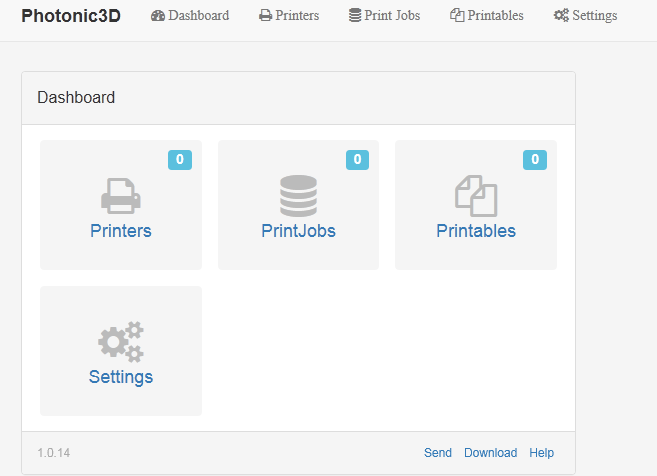 Photonic3D Dashboard Printers Print Jobs Printables Settings
Dashboard
0 0 0
Printers PrintJobs Printables
Settings
1.0.14 Send Download Help